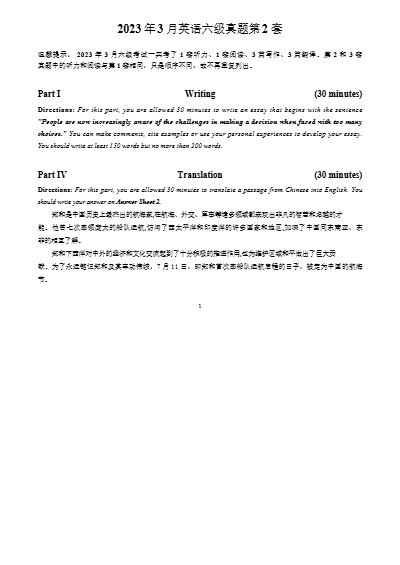 2023 年 3 月英语六级真题第 2 套
温馨提示, 2023 年 3 月六级考试一共考了 1 套听力、1 套阅读、3 篇写作、3 篇翻译。第 2 和 3 套
真题中的听力和阅读与第 1 套相同，只是顺序不同，故不再重复列出。
Part I Writing (30 minutes)
Directions: For this part, you are allowed 30 minutes to write an essay that begins with the sentence
"People are now increasingly aware of the challenges in making a decision when faced with too many
choices." You can make comments, cite examples or use your personal experiences to develop your essay.
You should write at least 150 words but no more than 200 words.
Part IV Translation (30 minutes)
Directions: For this part, you are allowed 30 minutes to translate a passage from Chinese into English. You
should write your answer on Answer Sheet 2.
郑和是中国历史上最杰出的航海家,在航海、外交、军事等诸多领域都表现出非凡的智慧和卓越的才
能。他曾七次率领庞大的船队远航,访问了西太平洋和印度洋的许多国家和地区,加深了中国同东南亚、东
非的相互了解。
郑和下西洋对中外的经济和文化交流起到了十分积极的推进作用,也为维护区域和平做出了巨大贡
献。为了永远铭记郑和及其丰功伟绩，7 月 11 日，即郑和首次率船队远航启程的日子，被定为中国的航海
节。
1